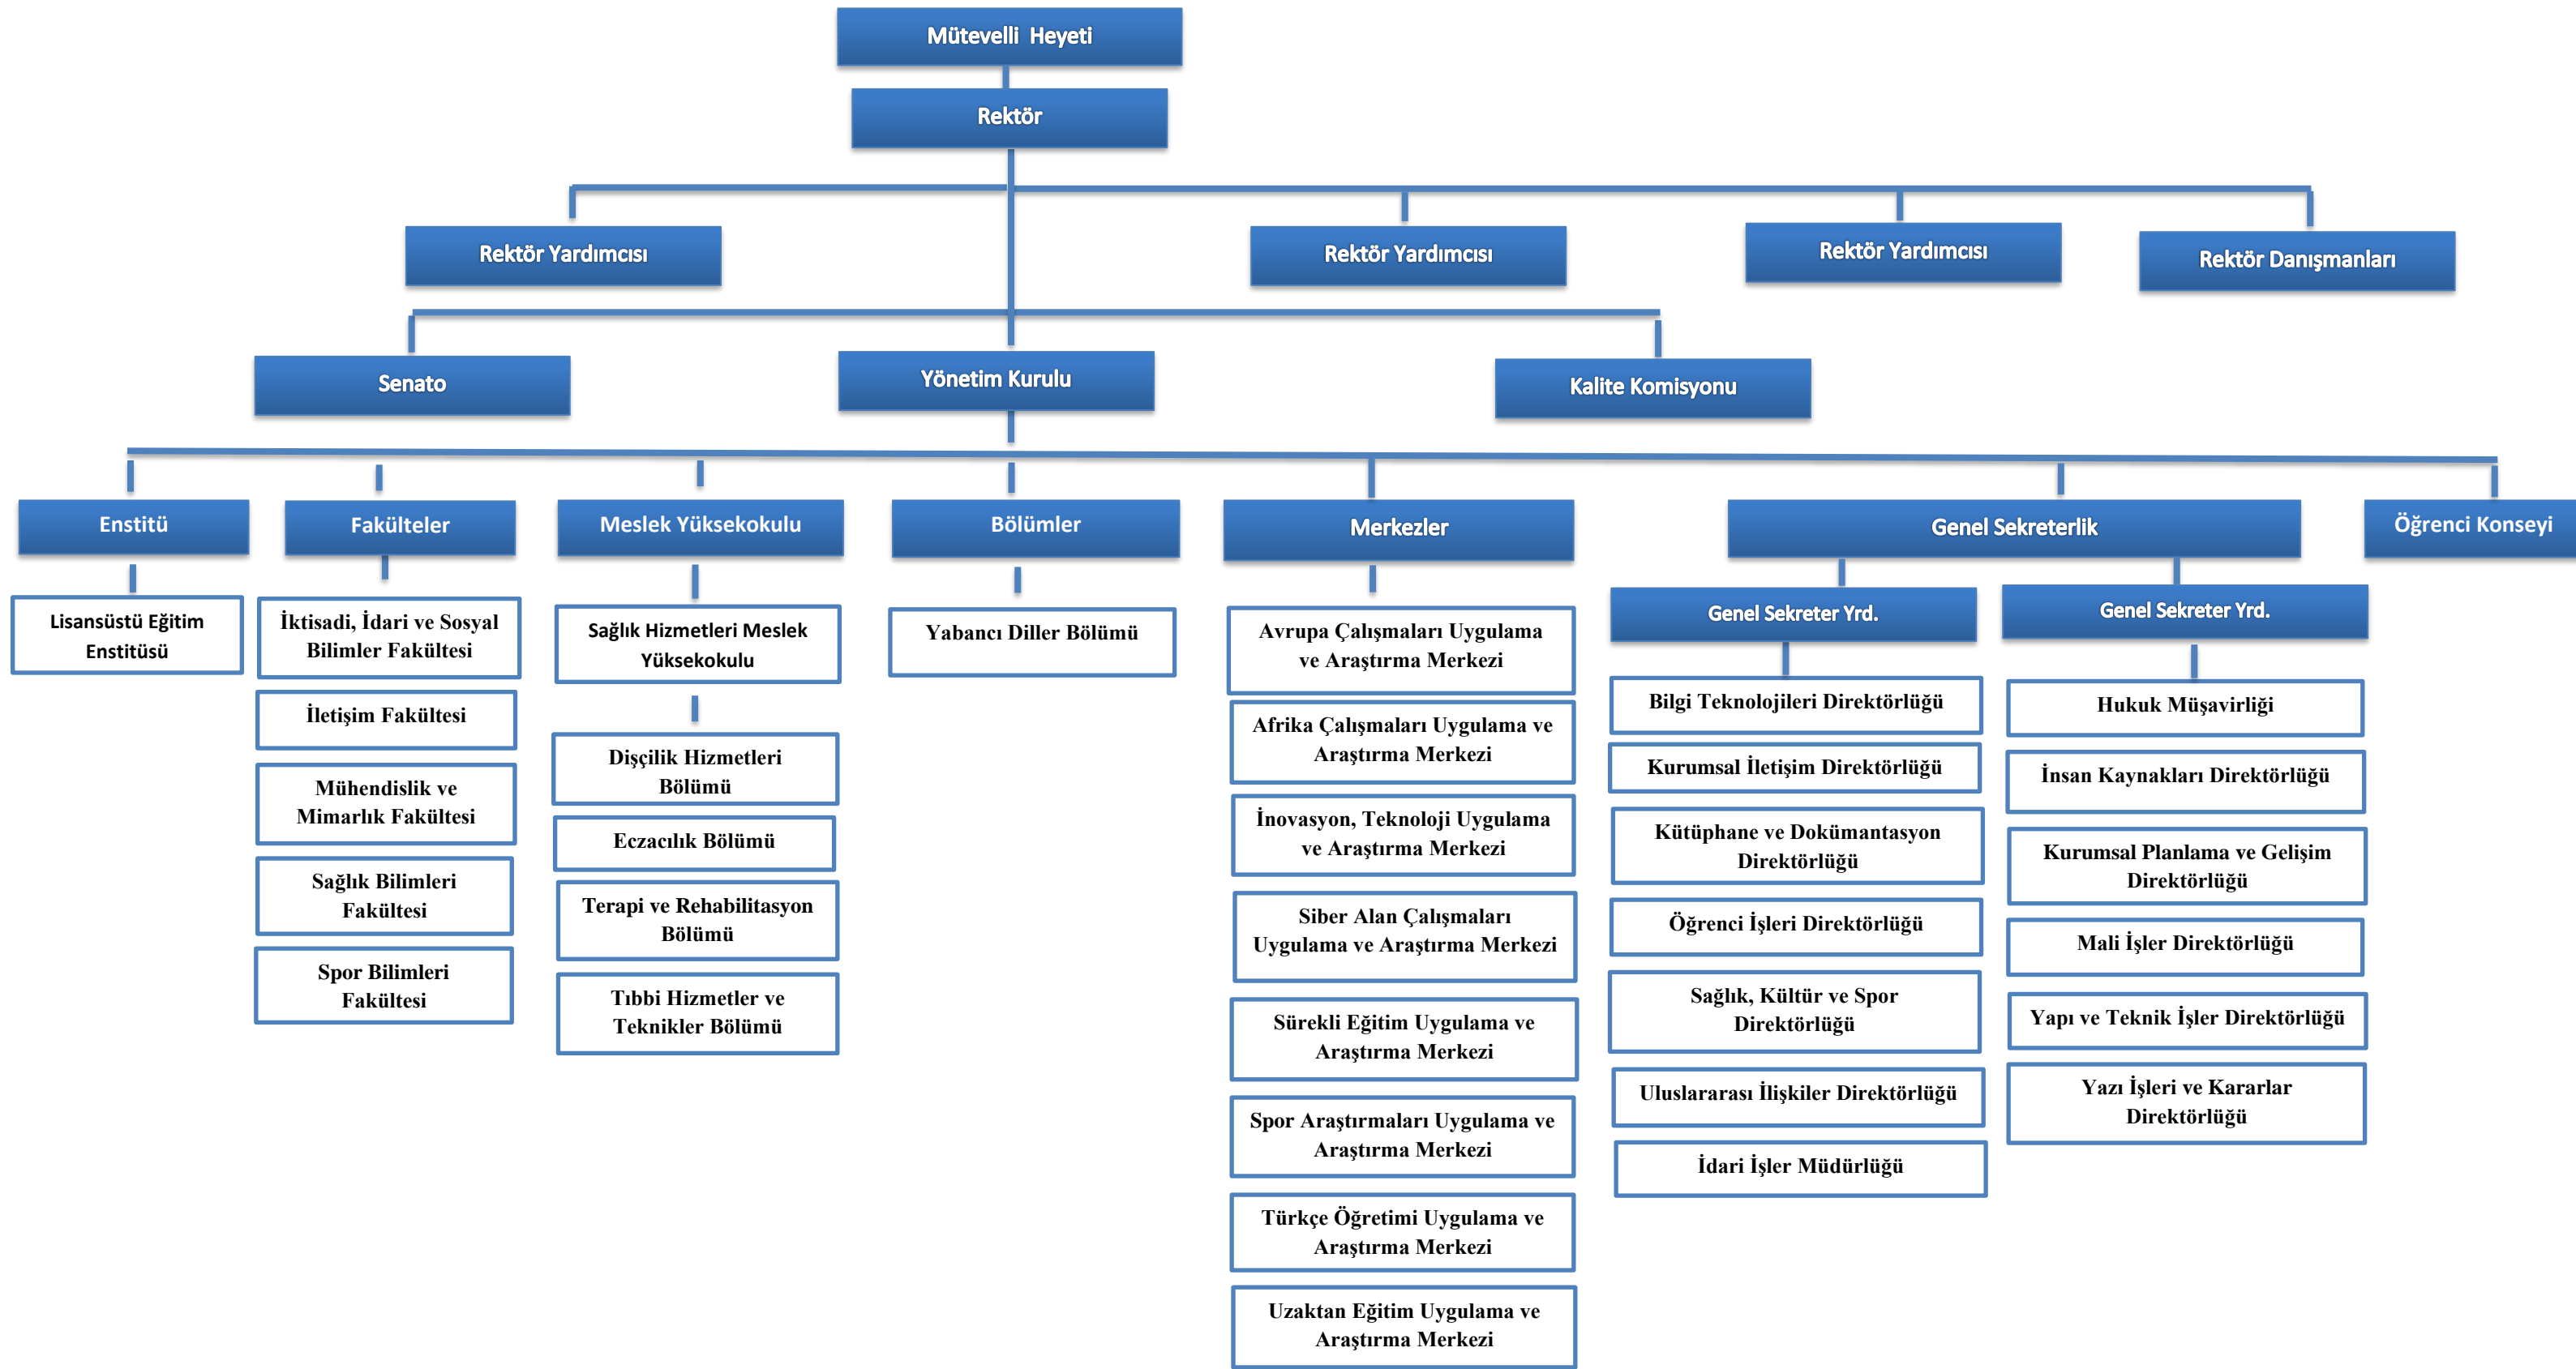 Mütevelli Heyeti
Rektör
Rektör Yardımcısı
Rektör Yardımcısı
Rektör Yardımcısı
Rektör Danışmanları
Senato
Yönetim Kurulu
Kalite Komisyonu
Enstitü
Fakülteler
Meslek Yüksekokulu
Bölümler
Merkezler
Genel Sekreterlik
Öğrenci Konseyi
Lisansüstü Eğitim
Enstitüsü
İktisadi, İdari ve Sosyal
Bilimler Fakültesi
İletişim Fakültesi
Mühendislik ve
Mimarlık Fakültesi
Sağlık Bilimleri
Fakültesi
Spor Bilimleri
Fakültesi
Sağlık Hizmetleri Meslek
Yüksekokulu
Dişçilik Hizmetleri
Bölümü
Eczacılık Bölümü
Terapi ve Rehabilitasyon
Bölümü
Tıbbi Hizmetler ve
Teknikler Bölümü
Yabancı Diller Bölümü
Avrupa Çalışmaları Uygulama
ve Araştırma Merkezi
Afrika Çalışmaları Uygulama ve
Araştırma Merkezi
İnovasyon, Teknoloji Uygulama
ve Araştırma Merkezi
Siber Alan Çalışmaları
Uygulama ve Araştırma Merkezi
Sürekli Eğitim Uygulama ve
Araştırma Merkezi
Spor Araştırmaları Uygulama ve
Araştırma Merkezi
Türkçe Öğretimi Uygulama ve
Araştırma Merkezi
Uzaktan Eğitim Uygulama ve
Araştırma Merkezi
Genel Sekreter Yrd.
Bilgi Teknolojileri Direktörlüğü
Kurumsal İletişim Direktörlüğü
Kütüphane ve Dokümantasyon
Direktörlüğü
Öğrenci İşleri Direktörlüğü
Sağlık, Kültür ve Spor
Direktörlüğü
Uluslararası İlişkiler Direktörlüğü
İdari İşler Müdürlüğü
Genel Sekreter Yrd.
Hukuk Müşavirliği
İnsan Kaynakları Direktörlüğü
Kurumsal Planlama ve Gelişim
Direktörlüğü
Mali İşler Direktörlüğü
Yapı ve Teknik İşler Direktörlüğü
Yazı İşleri ve Kararlar
Direktörlüğü